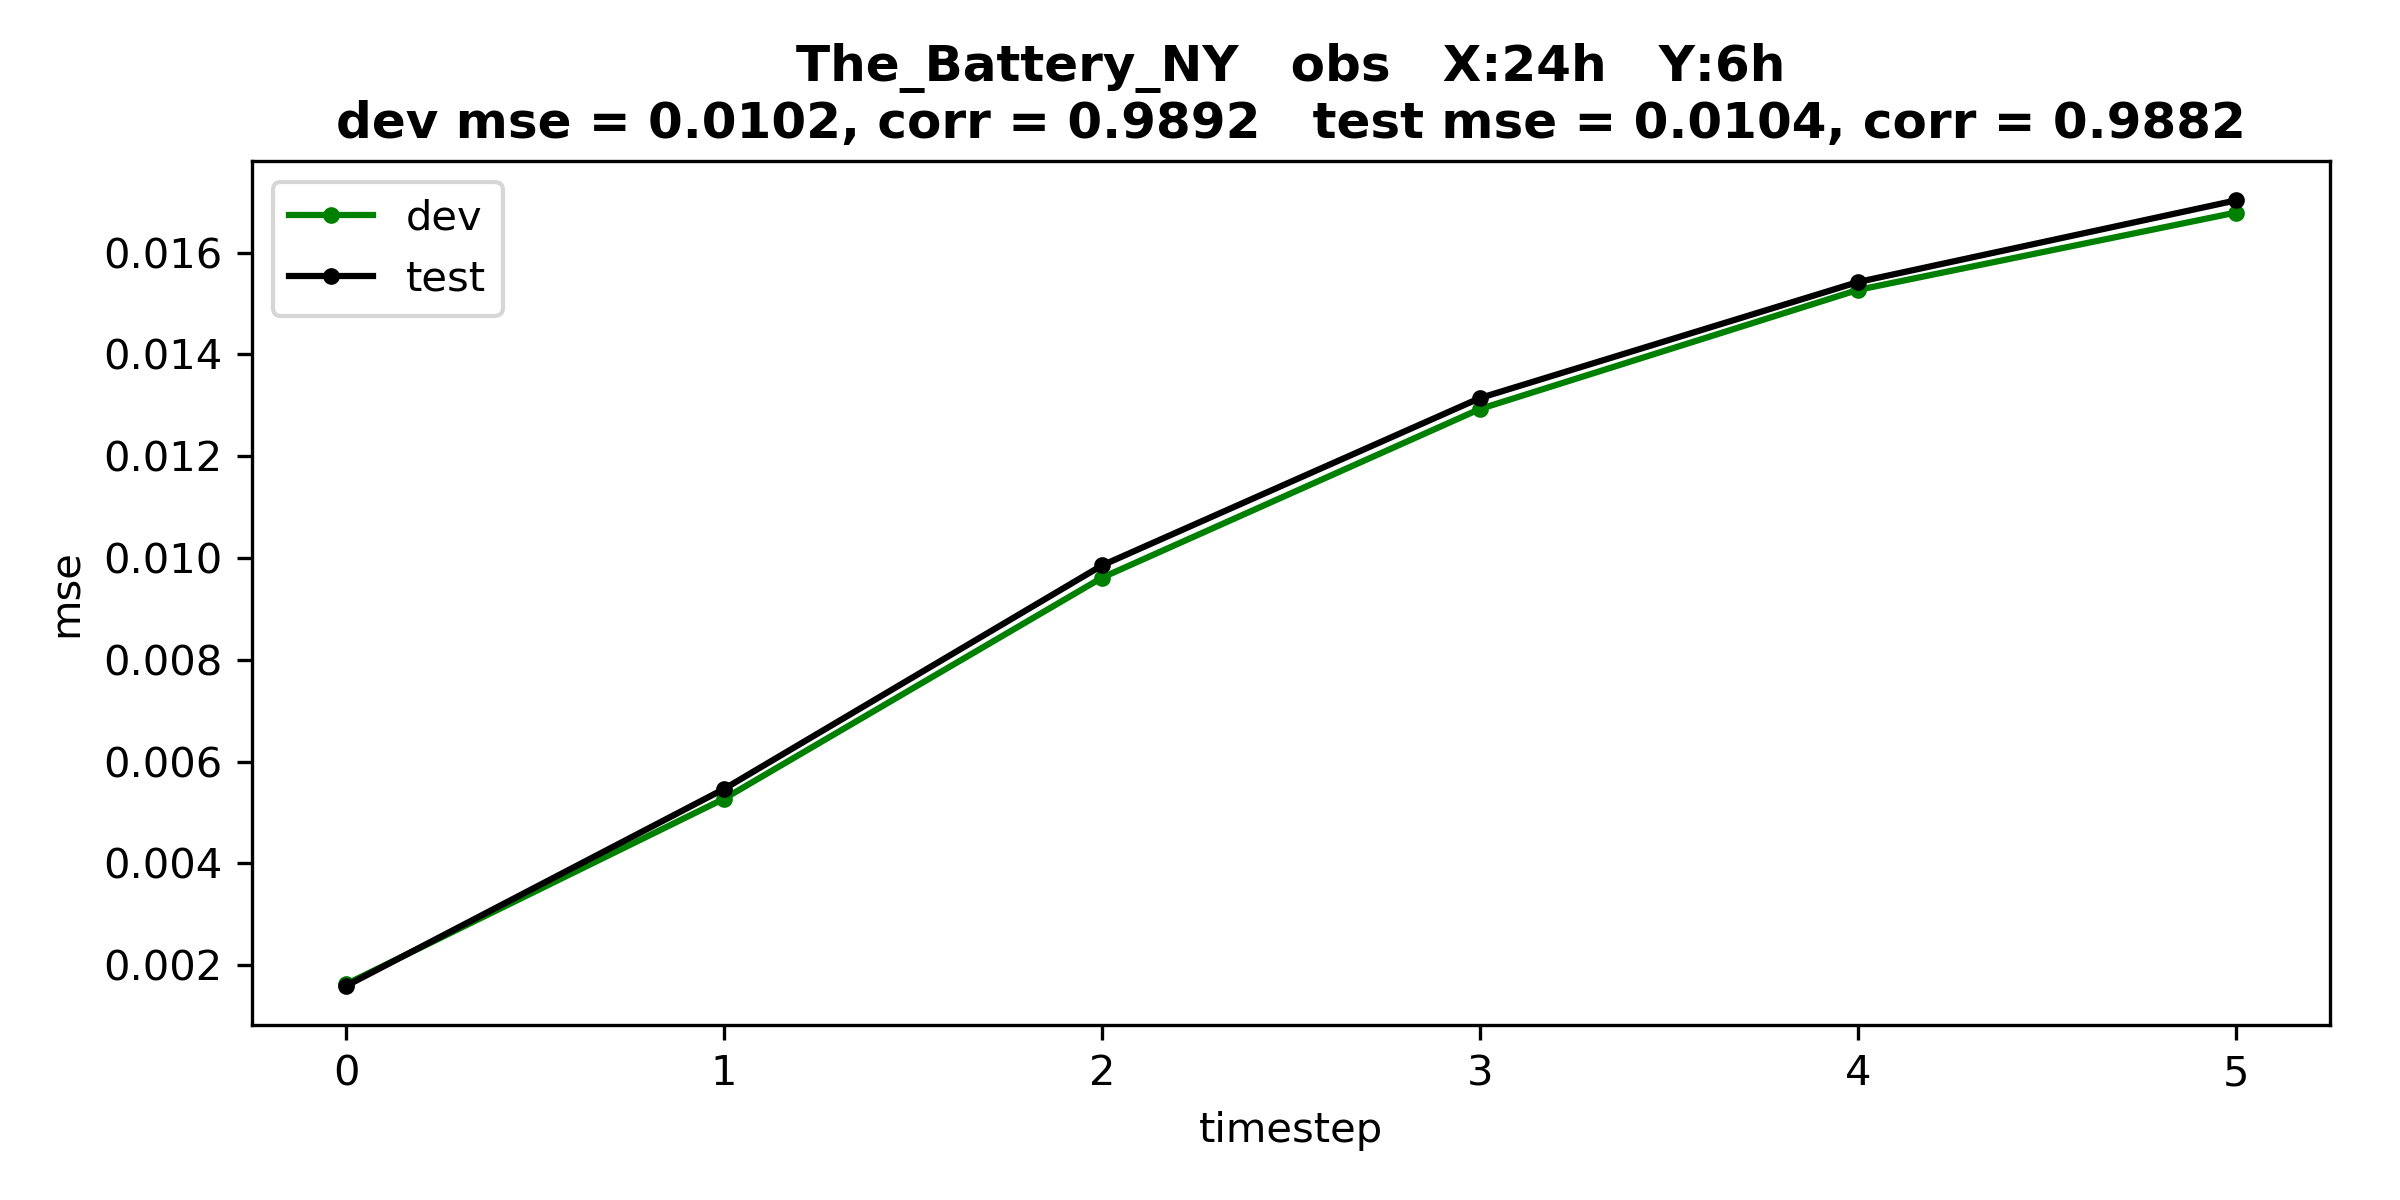 The_Battery_NY   obs   X:24h   Y:6h
dev mse = 0.0102, corr = 0.9892   test mse = 0.0104, corr = 0.9882
dev
test
0.016
0.014
0.012
0.010
0.008
0.006
0.004
0.002
mse
0 1 2 3 4 5
timestep